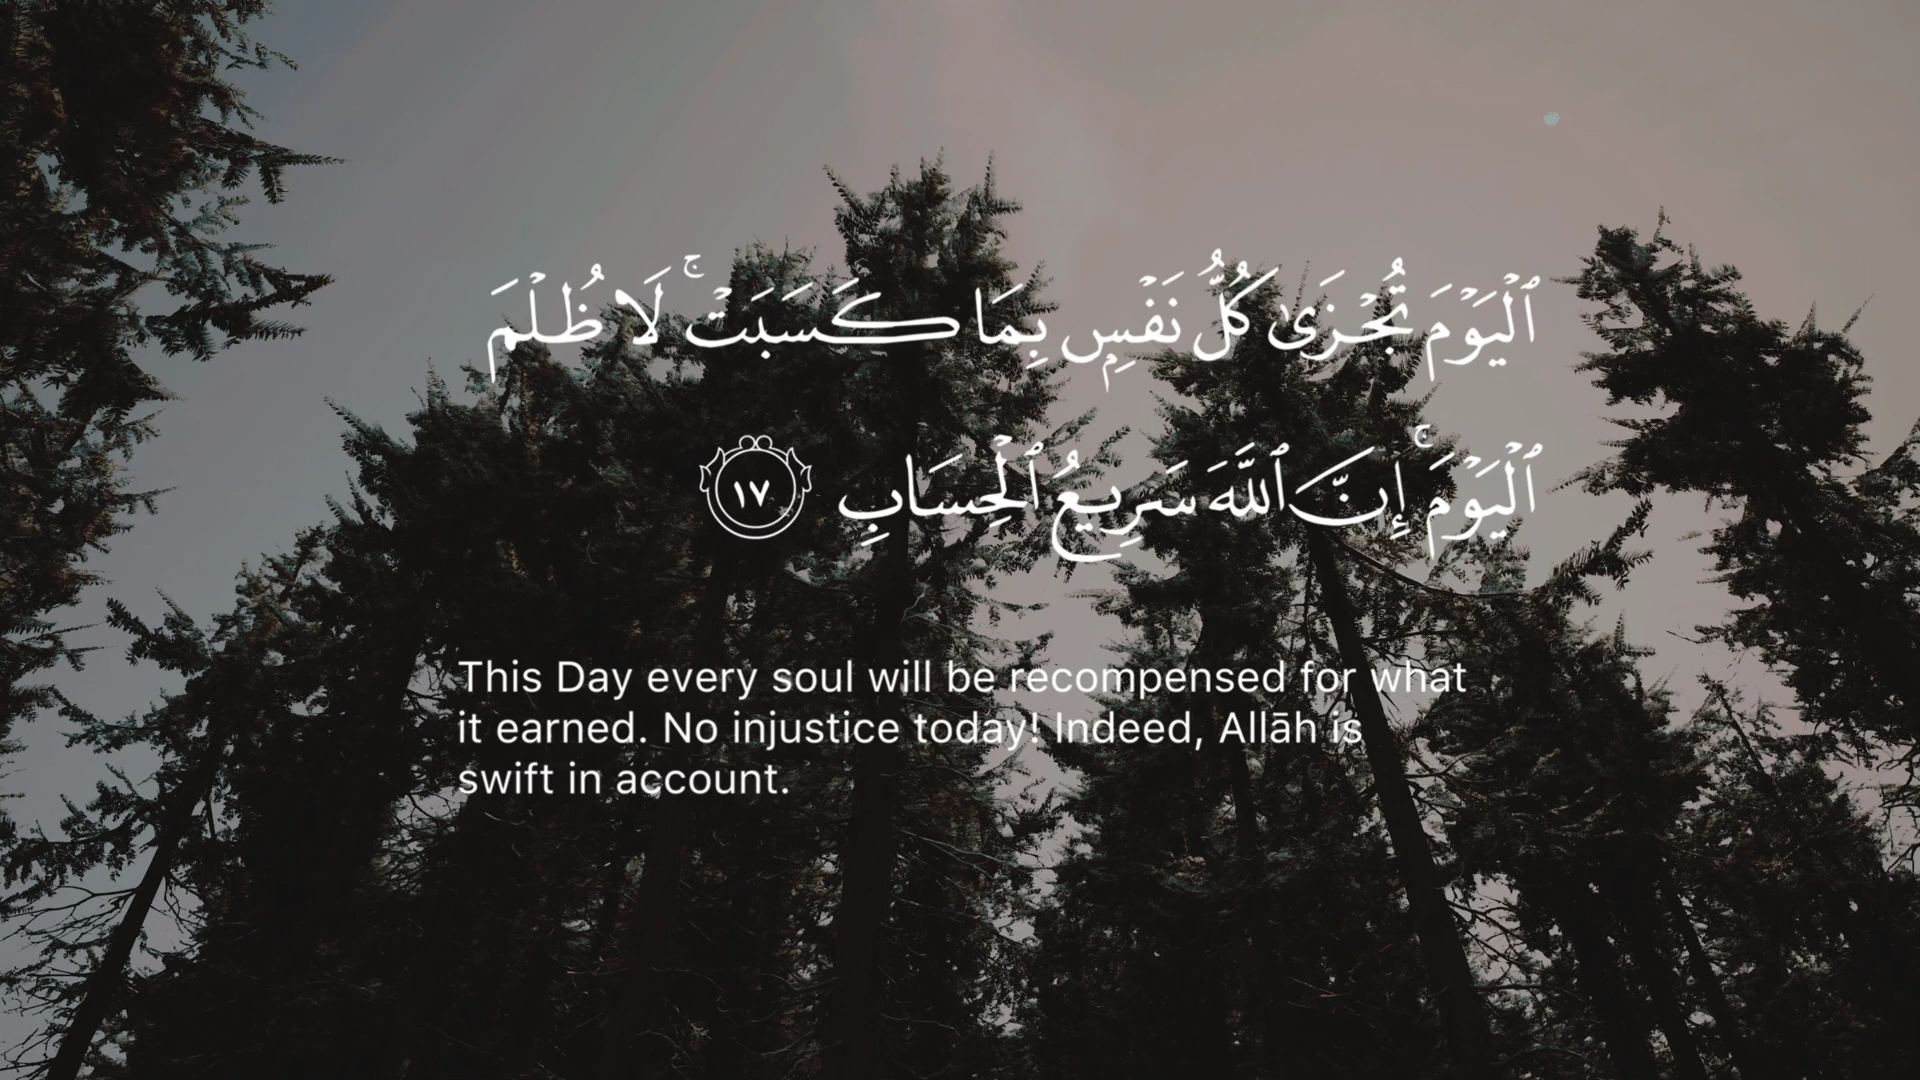 ٱلْيَوْمَ تُجْزَىٰ كُلُّ نَفْسٍۭ بِمَا كَسَبَتْ ۚ لَا ظُلْمَ
ٱلْيَوْمَ ۚ إِنَّ ٱللَّهَ سَرِيعُ ٱلْحِسَابِ ١٧
This Day every soul will be recompensed for what
it earned. No injustice today! Indeed, Allāh is
swift in account.